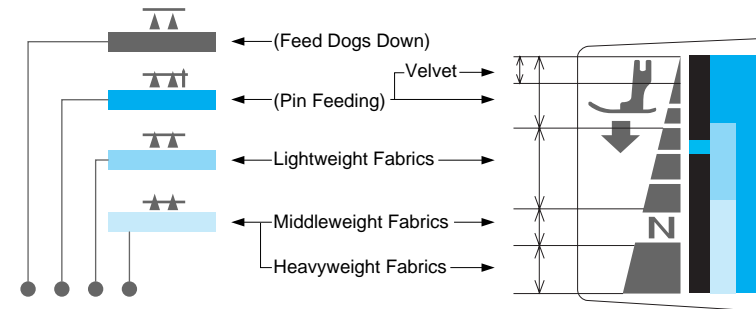 (Feed Dogs Down)
Velvet
(Pin Feeding)
Lightweight Fabrics
Middleweight Fabrics
N
Heavyweight Fabrics